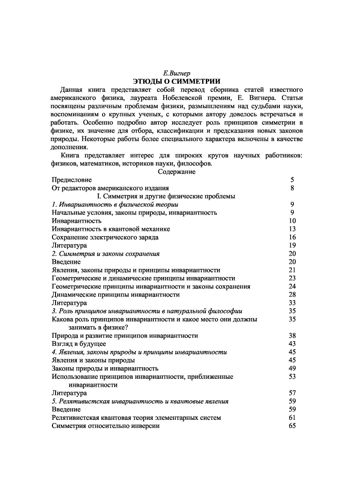 Е.Вигнер
ЭТЮДЫ О СИММЕТРИИ
Данная книга представляет собой перевод сборника статей известного
американского физика, лауреата Нобелевской премии, Е. Вигнера. Статьи
посвящены различным проблемам физики, размышлениям над судьбами науки,
воспоминаниям о крупных ученых, с которыми автору довелось встречаться и
работать. Особенно подробно автор исследует роль принципов симметрии в
физике, их значение для отбора, классификации и предсказания новых законов
природы. Некоторые работы более специального характера включены в качестве
дополнения.
Книга представляет интерес для широких кругов научных работников:
физиков, математиков, историков науки, философов.
Содержание
Предисловие 5
От редакторов американского издания 8
I. Симметрия и другие физические проблемы
1. Инвариантность в физической теории 9
Начальные условия, законы природы, инвариантность 9
Инвариантность 10
Инвариантность в квантовой механике 13
Сохранение электрического заряда 16
Литература 19
2. Симметрия и законы сохранения 20
Введение 20
Явления, законы природы и принципы инвариантности 21
Геометрические и динамические принципы инвариантности 23
Геометрические принципы инвариантности и законы сохранения 24
Динамические принципы инвариантности 28
Литература 33
3. Роль принципов инвариантности в натуральной философии 35
Какова роль принципов инвариантности и какое место они должны 35
занимать в физике?
Природа и развитие принципов инвариантности 38
Взгляд в будущее 43
4. Явления, законы природы и принципы инвариантности 45
Явления и законы природы 45
Законы природы и инвариантность 49
Использование принципов инвариантности, приближенные 53
инвариантности
Литература 57
5. Релятивистская инвариантность и квантовые явления 59
Введение 59
Релятивистская квантовая теория элементарных систем 61
Симметрия относительно инверсии 65